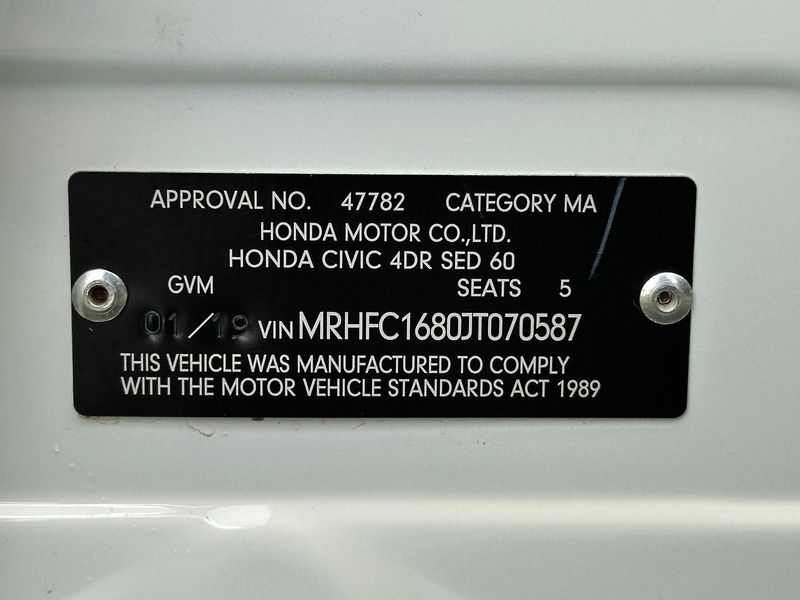 APPROVAL NO. 47782 CATEGORY MA
HONDA MOTOR CO.,LTD.
HONDA CIVIC 4DR SED 60
GVM SEATS 5
01/19 VIN MRHFC1680JT070587
THIS VEHICLE WAS MANUFACTURED TO COMPLY
WITH THE MOTOR VEHICLE STANDARDS ACT 1989